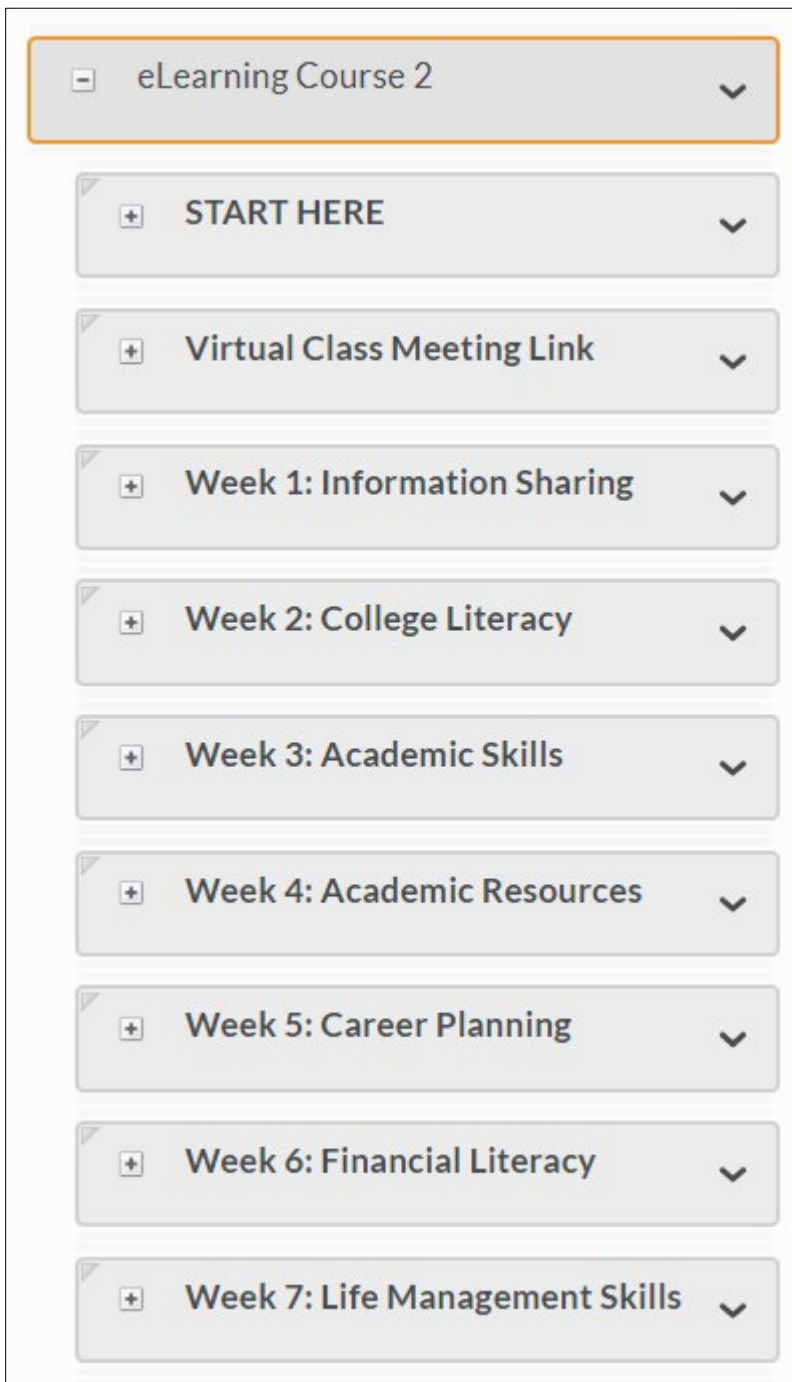 eLearning Course 2
START HERE
Virtual Class Meeting Link
Week 1: Information Sharing
Week 2: College Literacy
Week 3: Academic Skills
Week 4: Academic Resources
Week 5: Career Planning
Week 6: Financial Literacy
Week 7: Life Management Skills